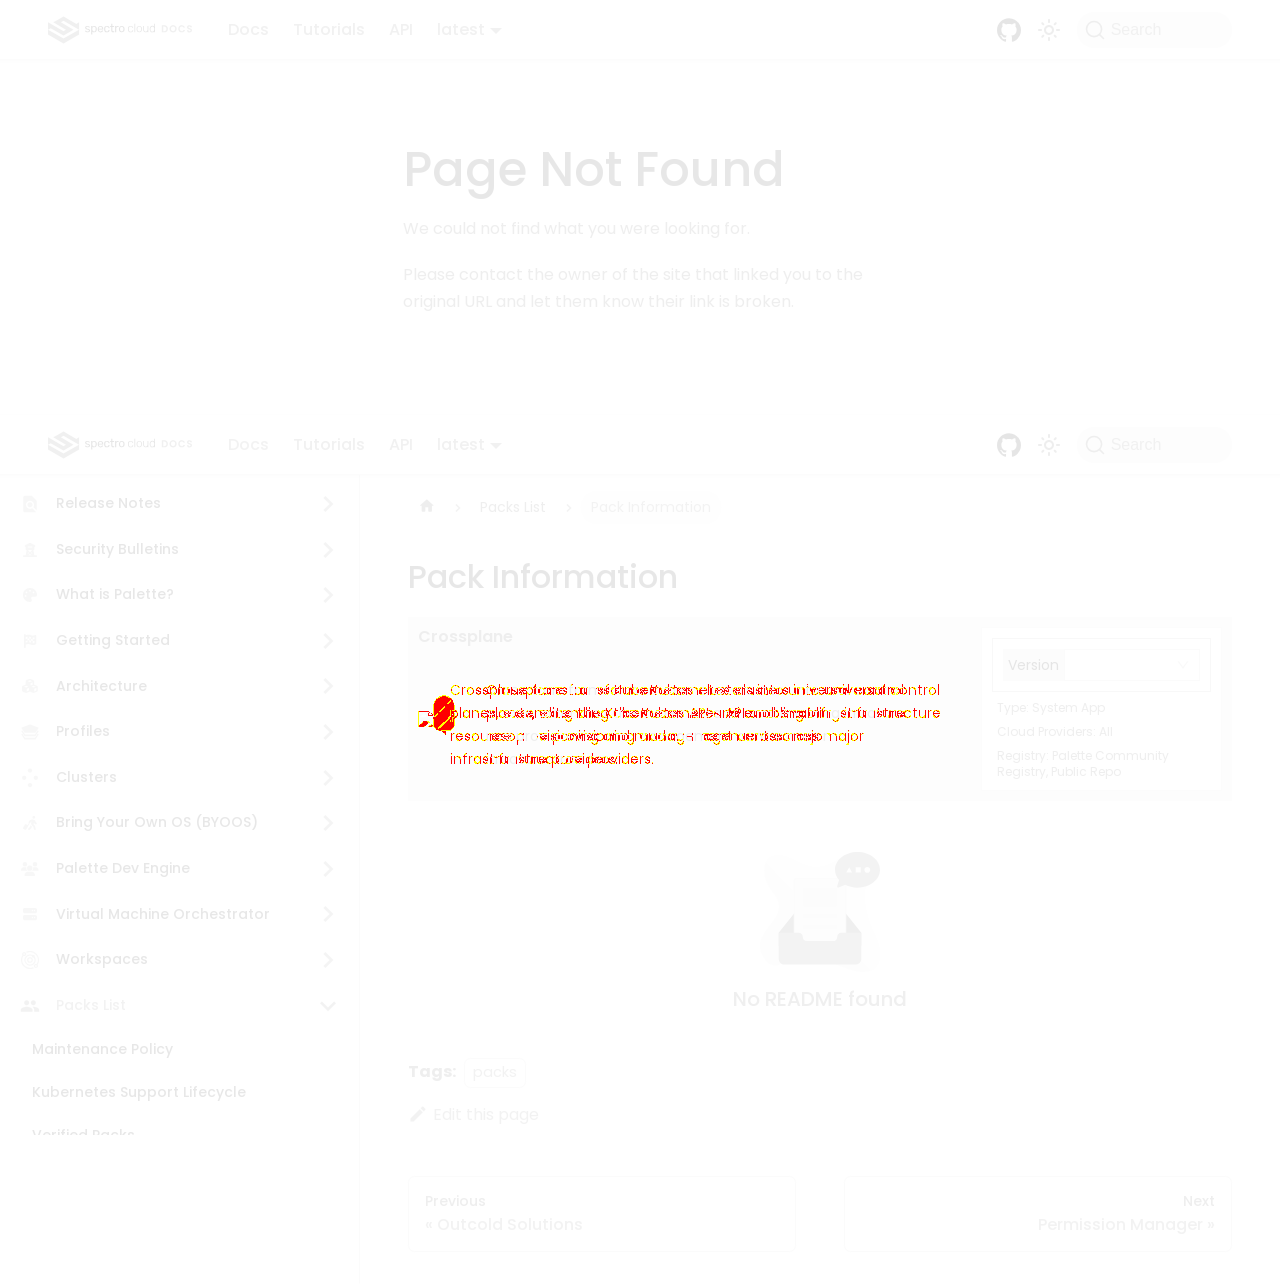 spectro cloud DOCS Docs Tutorials API latest Search
Page Not Found
We could not find what you were looking for.
Please contact the owner of the site that linked you to the
original URL and let them know their link is broken.
spectro cloud DOCS Docs Tutorials API latest Search
Release Notes
Security Bulletins
What is Palette?
Getting Started
Architecture
Profiles
Clusters
Bring Your Own OS (BYOOS)
Palette Dev Engine
Virtual Machine Orchestrator
Workspaces
Packs List
Maintenance Policy
Kubernetes Support Lifecycle
Verified Packs
Packs List Pack Information
Pack Information
Crossplane
control
infrastructure
major
providers.
Version
Type: System App
Cloud Providers: All
Registry: Palette Community
Registry, Public Repo
No README found
Tags: packs
Edit this page
Previous
« Outcold Solutions
Next
Permission Manager »